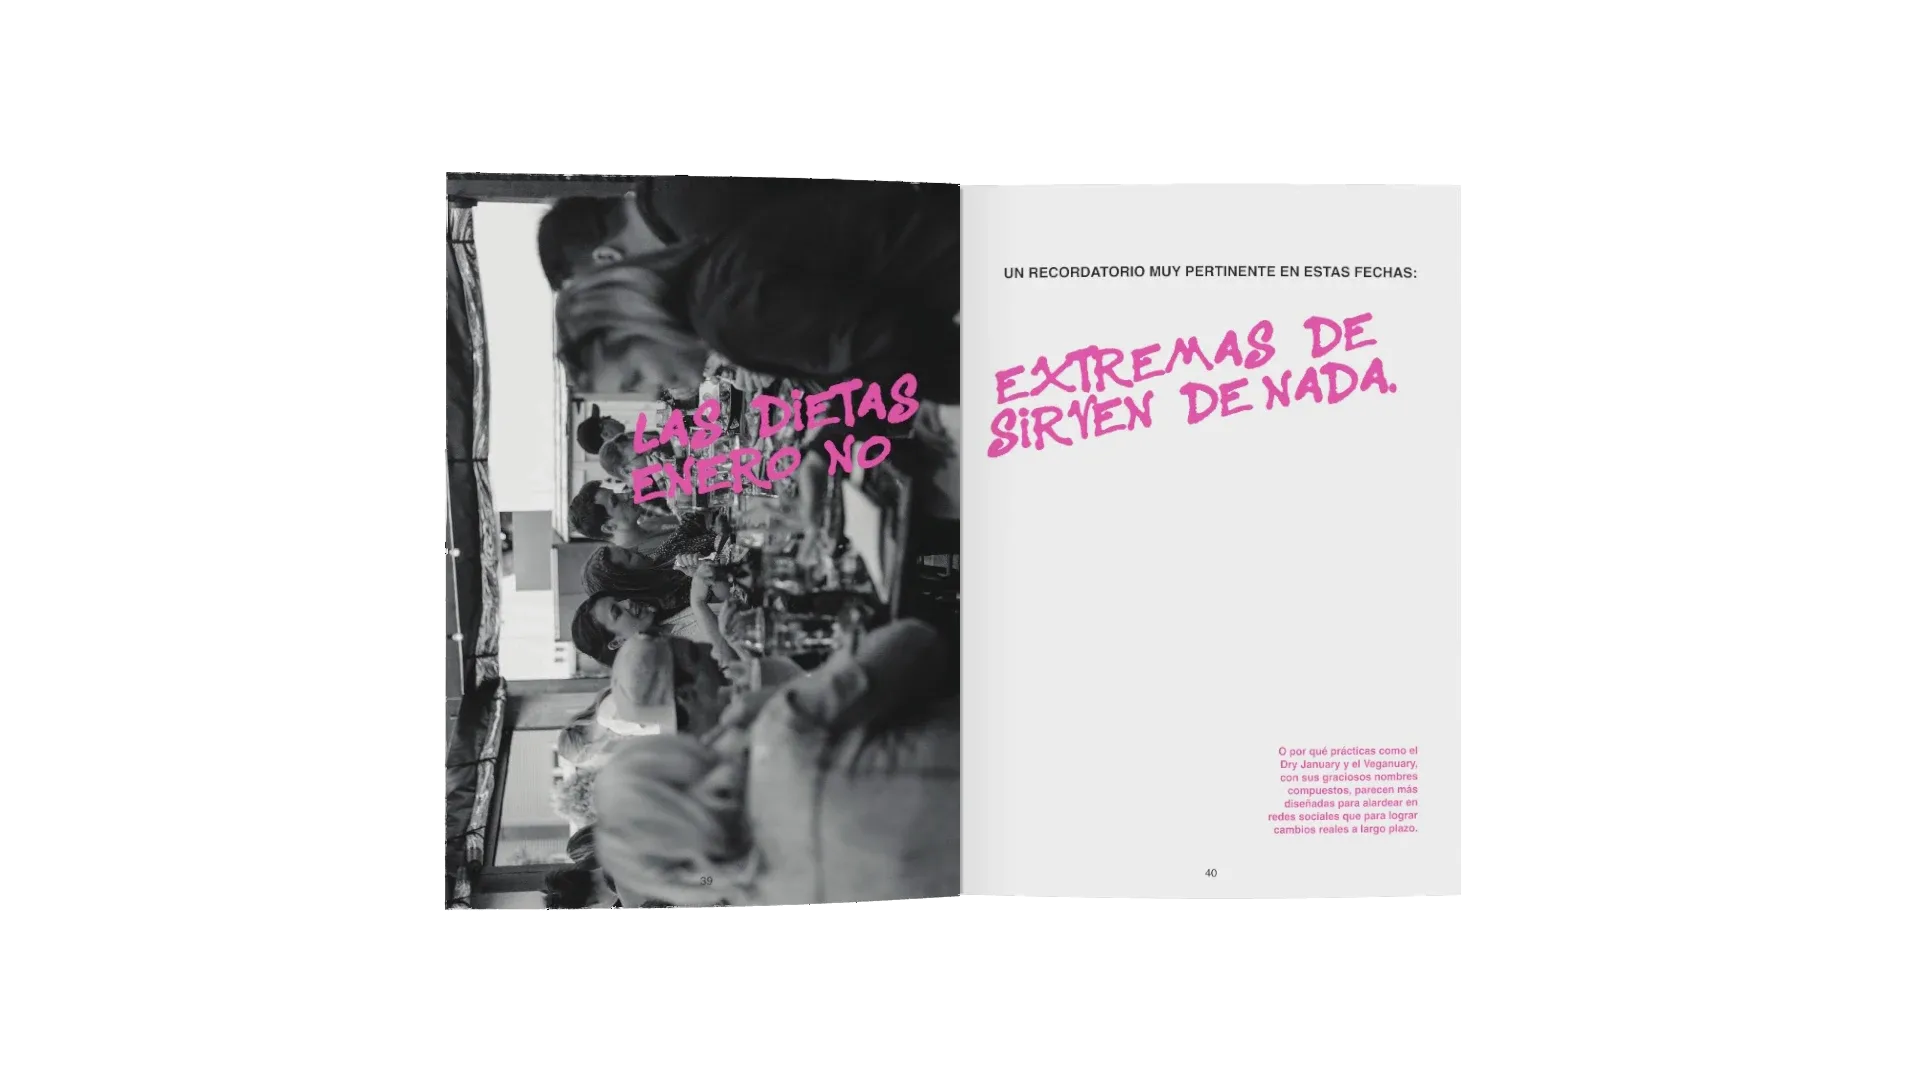 UN RECORDATORIO MUY PERTINENTE EN ESTAS FECHAS:
LAS DIETAS EXTREMAS DE
ENERO NO SIRVEN DE NADA.
O por qué prácticas como el
Dry January y el Veganuary,
con sus graciosos nombres
compuestos, parecen más
diseñadas para alardear en
redes sociales que para lograr
cambios reales a largo plazo.
39
40